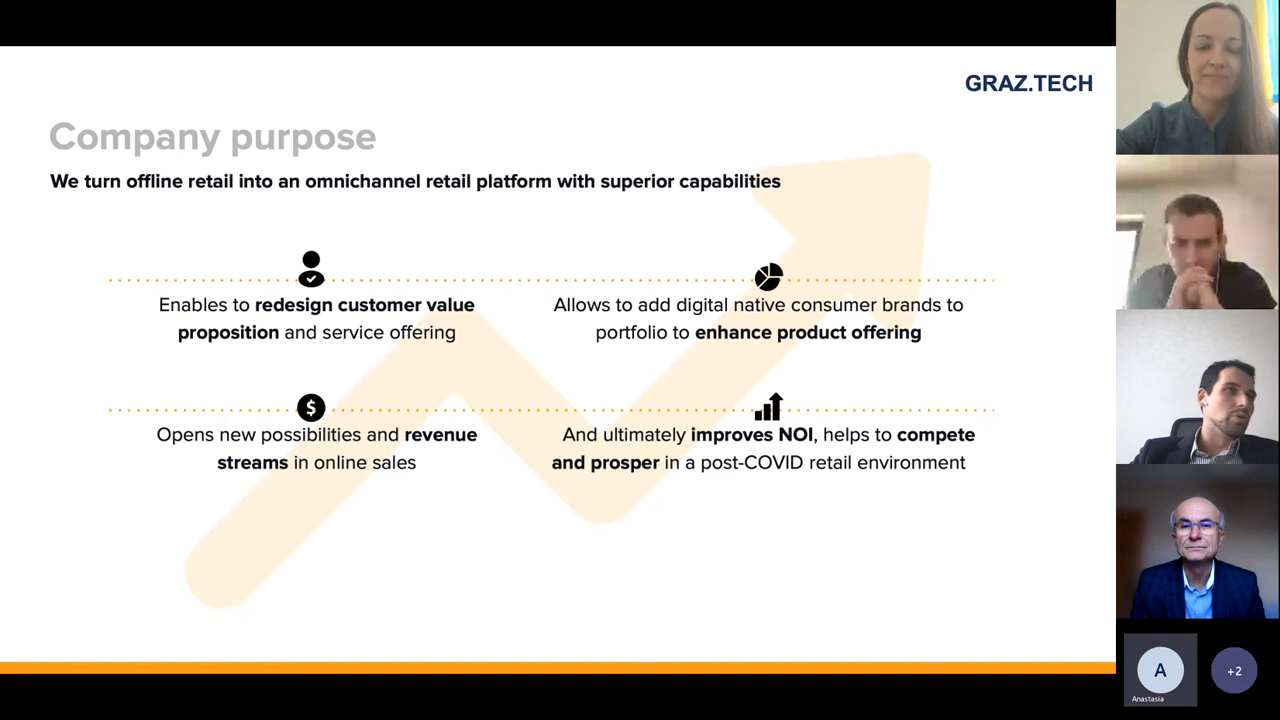 GRAZ.TECH
Company purpose
We turn offline retail into an omnichannel retail platform with superior capabilities
Enables to redesign customer value
proposition and service offering
Allows to add digital native consumer brands to
portfolio to enhance product offering
$
Opens new possibilities and revenue
streams in online sales
And ultimately improves NOI, helps to compete
and prosper in a post-COVID retail environment
A
Anastasia
+2